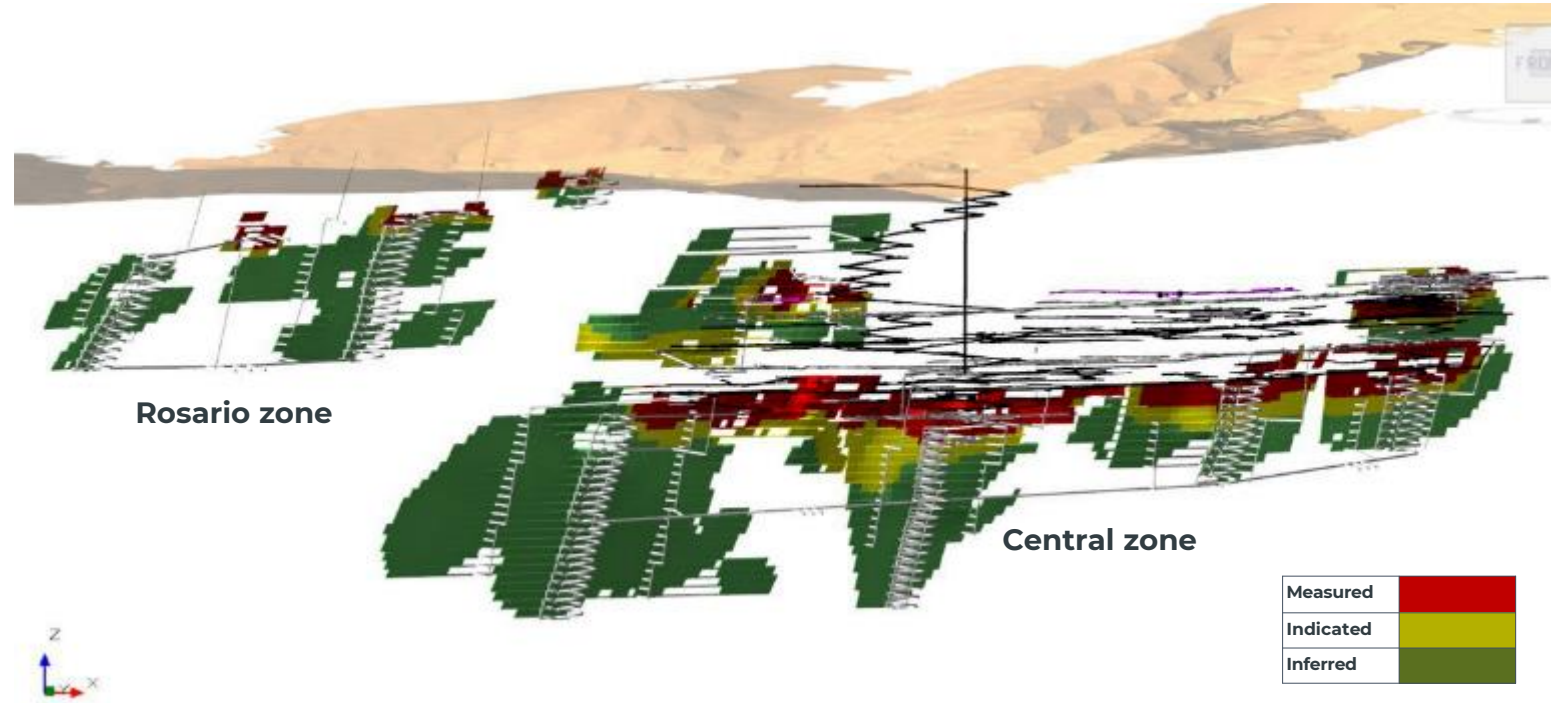 Rosario zone
Central zone
Measured
Indicated
Inferred
Z
X